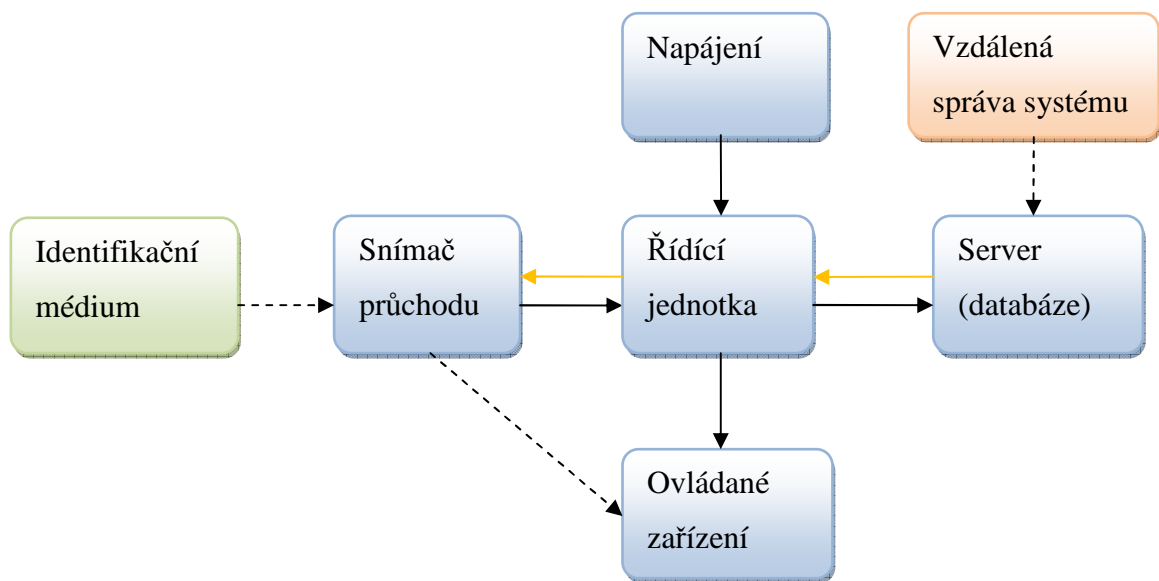 Napájení
Vzdálená
správa systému
Identifikační
médium
Snímač
průchodu
Řídící
jednotka
Server
(databáze)
Ovládané
zařízení